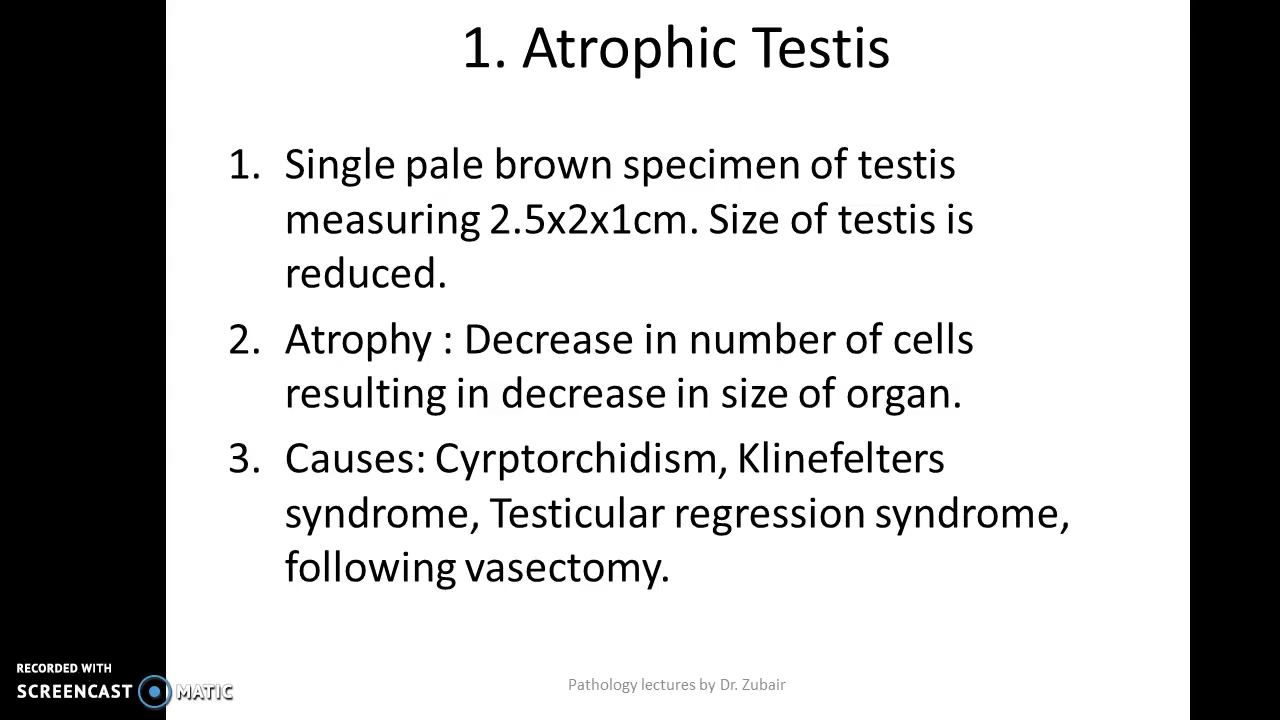 1. Atrophic Testis
1. Single pale brown specimen of testis
measuring 2.5x2x1cm. Size of testis is
reduced.
2. Atrophy : Decrease in number of cells
resulting in decrease in size of organ.
3. Causes: Cyrptorchidism, Klinefelters
syndrome, Testicular regression syndrome,
following vasectomy.
RECORDED WITH
SCREENCAST MATIC
Pathology lectures by Dr. Zubair